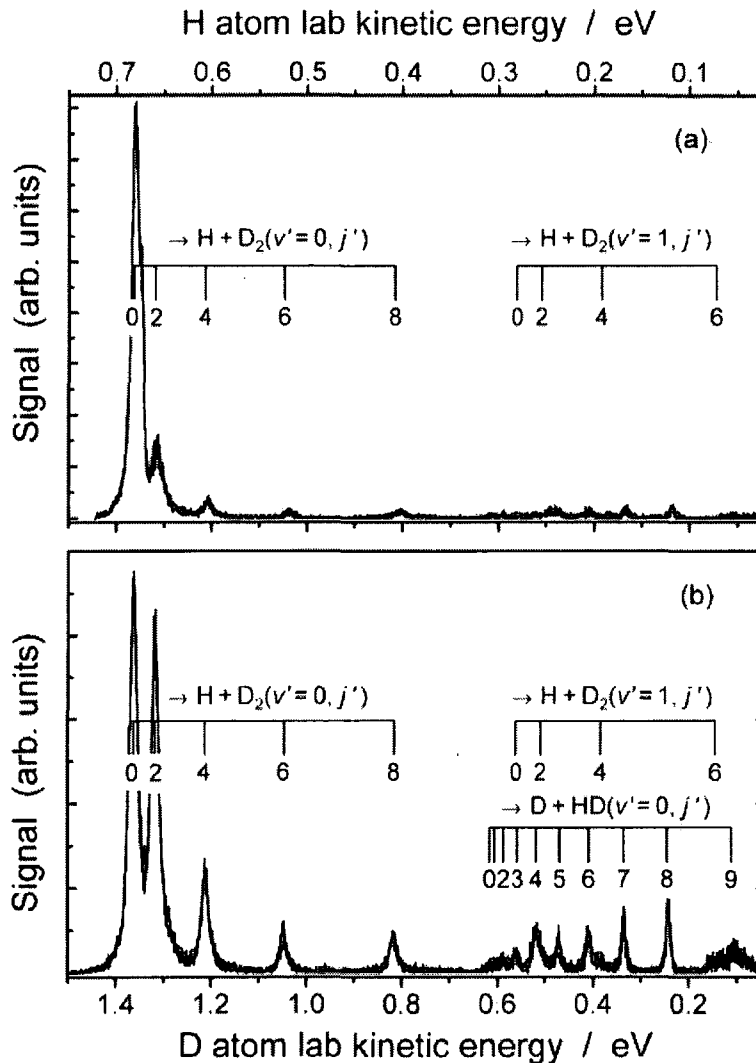 H atom lab kinetic energy / eV
0.7 0.6 0.5 0.4 0.3 0.2 0.1
(a)
Signal (arb. units)
→ H + D₂(v' = 0, j')
→ H + D₂(v' = 1, j')
0 2 4 6 8
0 2 4 6
(b)
Signal (arb. units)
→ H + D₂(v' = 0, j')
→ H + D₂(v' = 1, j')
0 2 4 6 8
0 2 4 6
→ D + HD(v' = 0, j')
0 2 3 4 5 6 7 8 9
1.4 1.2 1.0 0.8 0.6 0.4 0.2
D atom lab kinetic energy / eV